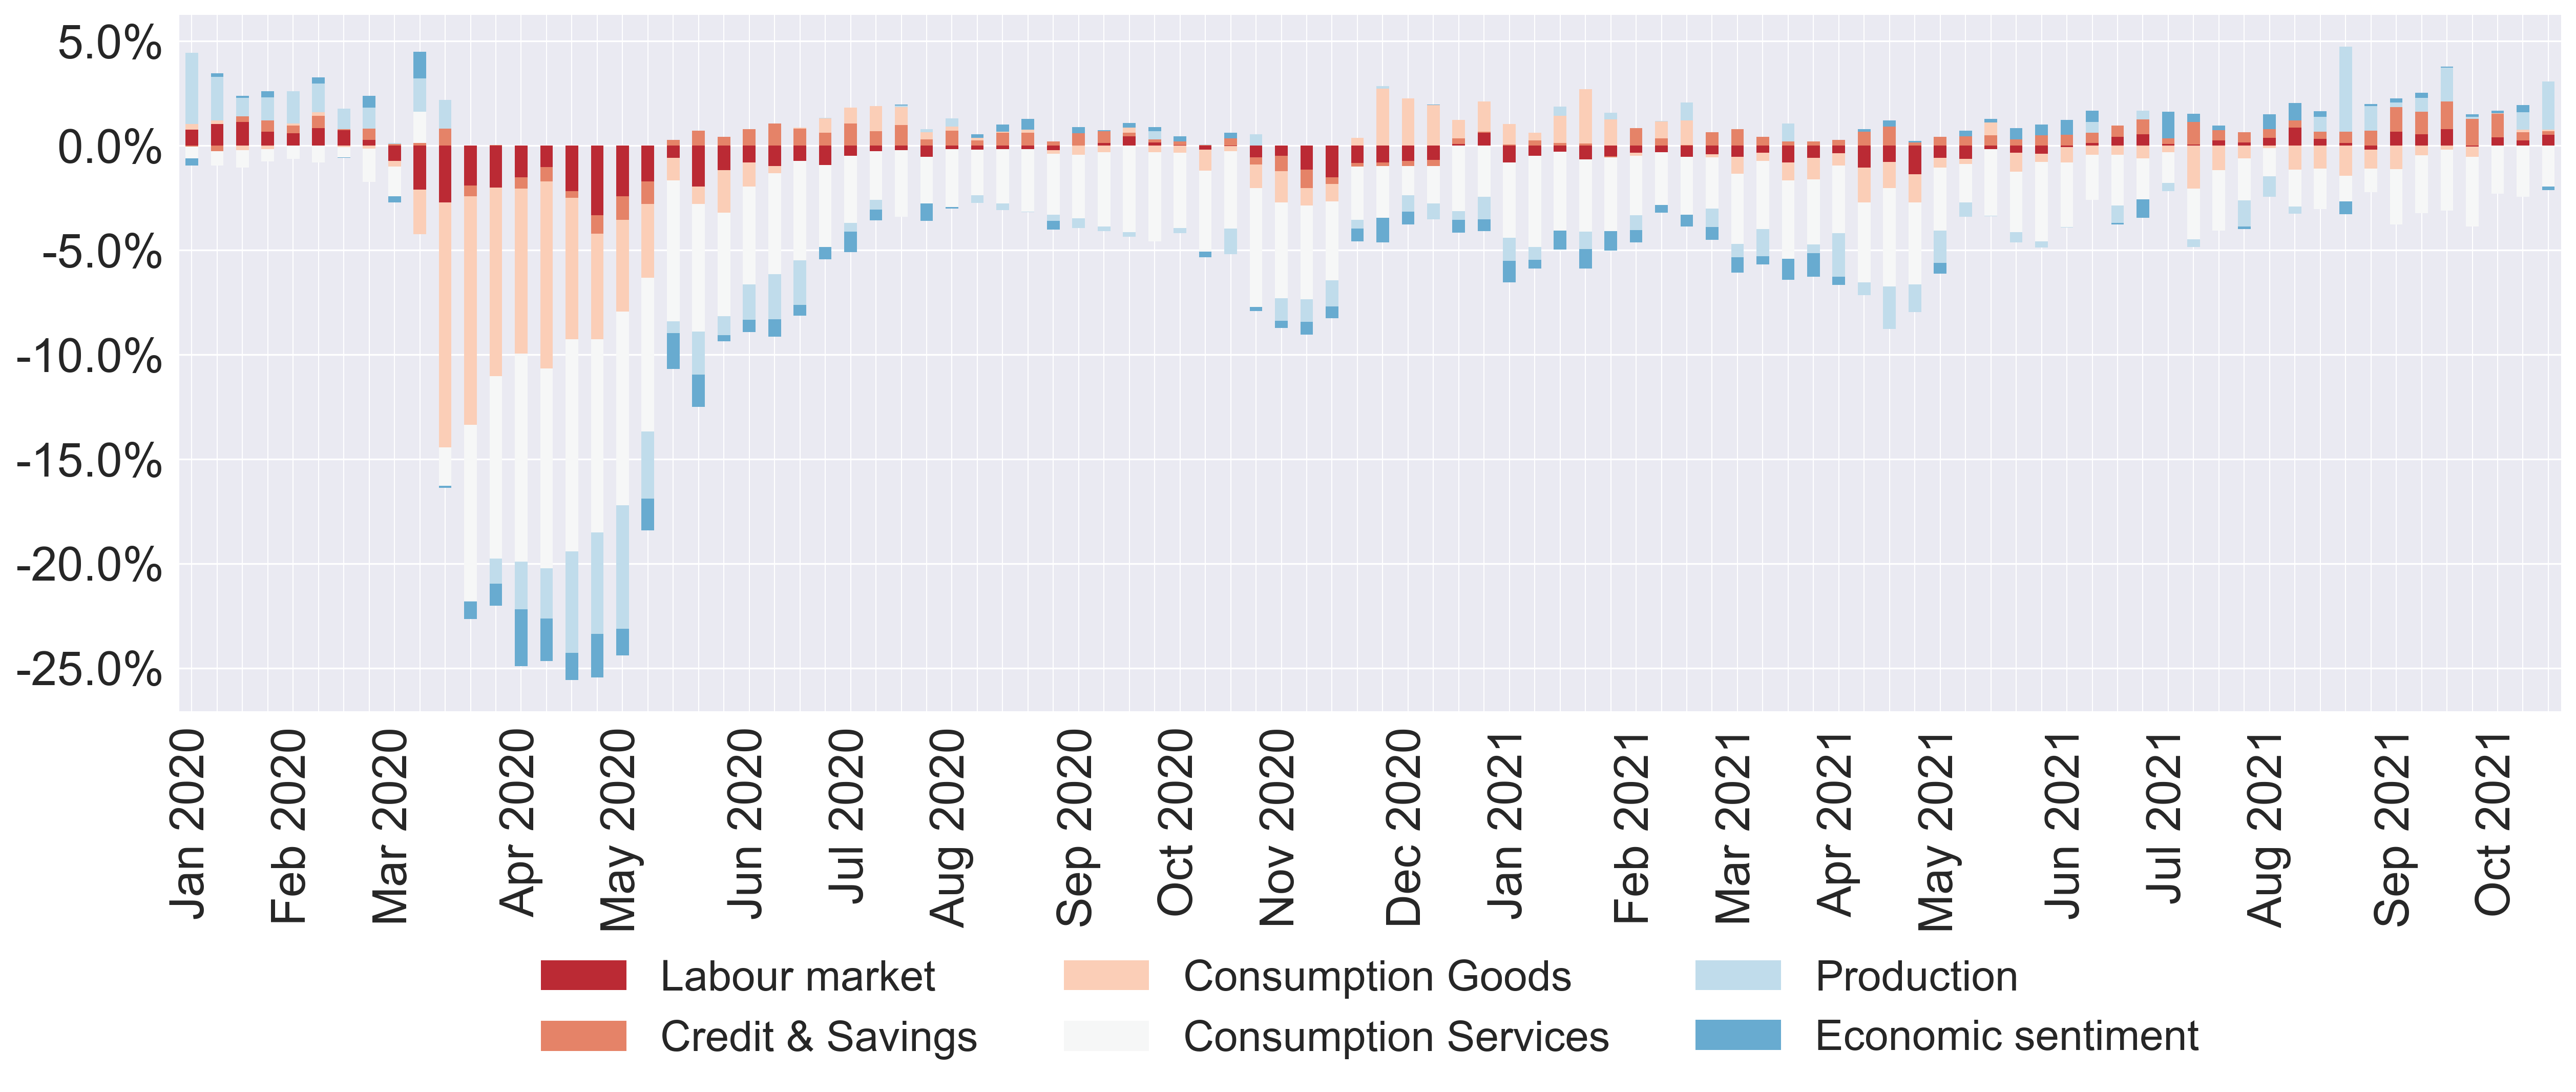 5.0%
0.0%
-5.0%
-10.0%
-15.0%
-20.0%
-25.0%
Jan 2020
Feb 2020
Mar 2020
Apr 2020
May 2020
Jun 2020
Jul 2020
Aug 2020
Sep 2020
Oct 2020
Nov 2020
Dec 2020
Jan 2021
Feb 2021
Mar 2021
Apr 2021
May 2021
Jun 2021
Jul 2021
Aug 2021
Sep 2021
Oct 2021
Labour market
Credit & Savings
Consumption Goods
Consumption Services
Production
Economic sentiment